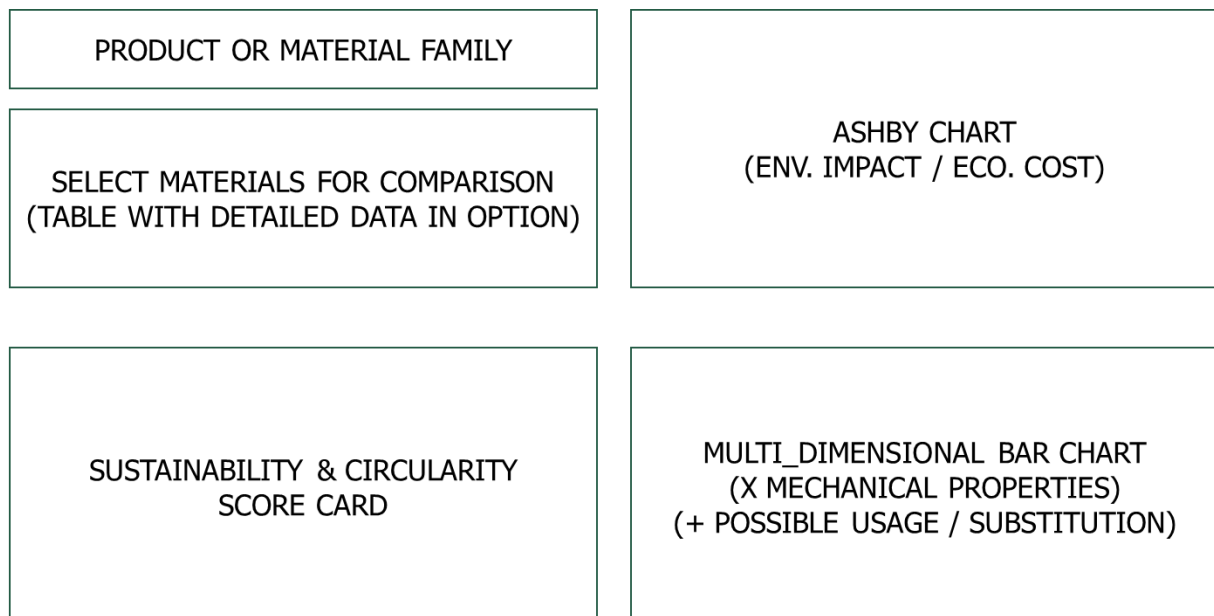 PRODUCT OR MATERIAL FAMILY
SELECT MATERIALS FOR COMPARISON
(TABLE WITH DETAILED DATA IN OPTION)
ASHBY CHART
(ENV. IMPACT / ECO. COST)
SUSTAINABILITY & CIRCULARITY
SCORE CARD
MULTI_DIMENSIONAL BAR CHART
(X MECHANICAL PROPERTIES)
(+ POSSIBLE USAGE / SUBSTITUTION)